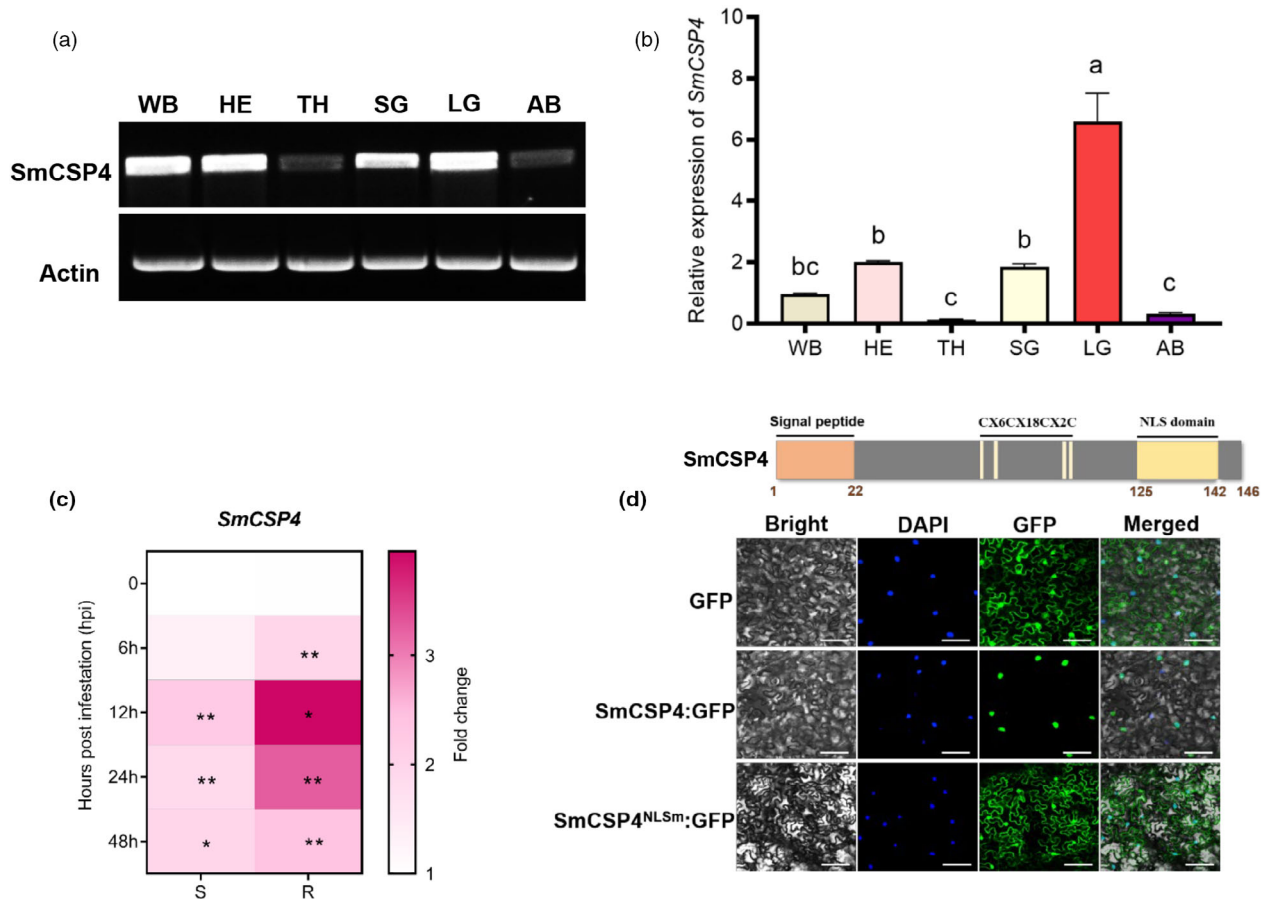 (a)
WB HE TH SG LG AB
SmCSP4
Actin
(b)
Relative expression of SmCSP4
10
8
6
4
2
0
bc
b
c
b
a
c
WB HE TH SG LG AB
(c)
SmCSP4
Hours post infestation (hpi)
0
6h **
12h ** *
24h ** **
48h * **
S R
3
2
1
Fold change
Signal peptide CX6CX18CX2C NLS domain
SmCSP4
1 22 125 142 146
(d)
Bright DAPI GFP Merged
GFP
SmCSP4:GFP
SmCSP4NLSm:GFP